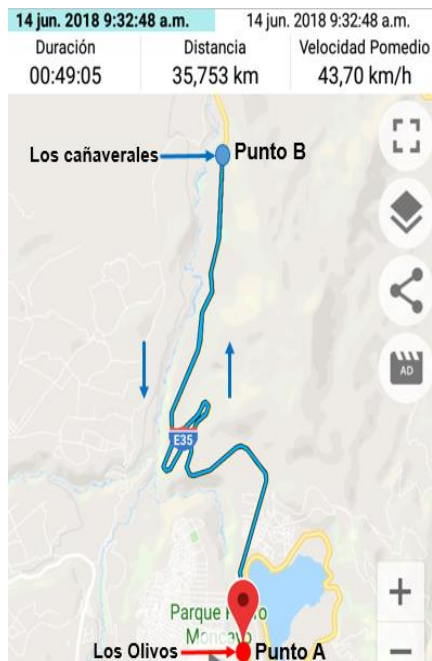 14 jun. 2018 9:32:48 a.m. 14 jun. 2018 9:32:48 a.m.
Duración Distancia Velocidad Pomedio
00:49:05 35,753 km 43,70 km/h
Los cañaverales Punto B
AD
E35
Parque
Moncayo
Los Olivos Punto A